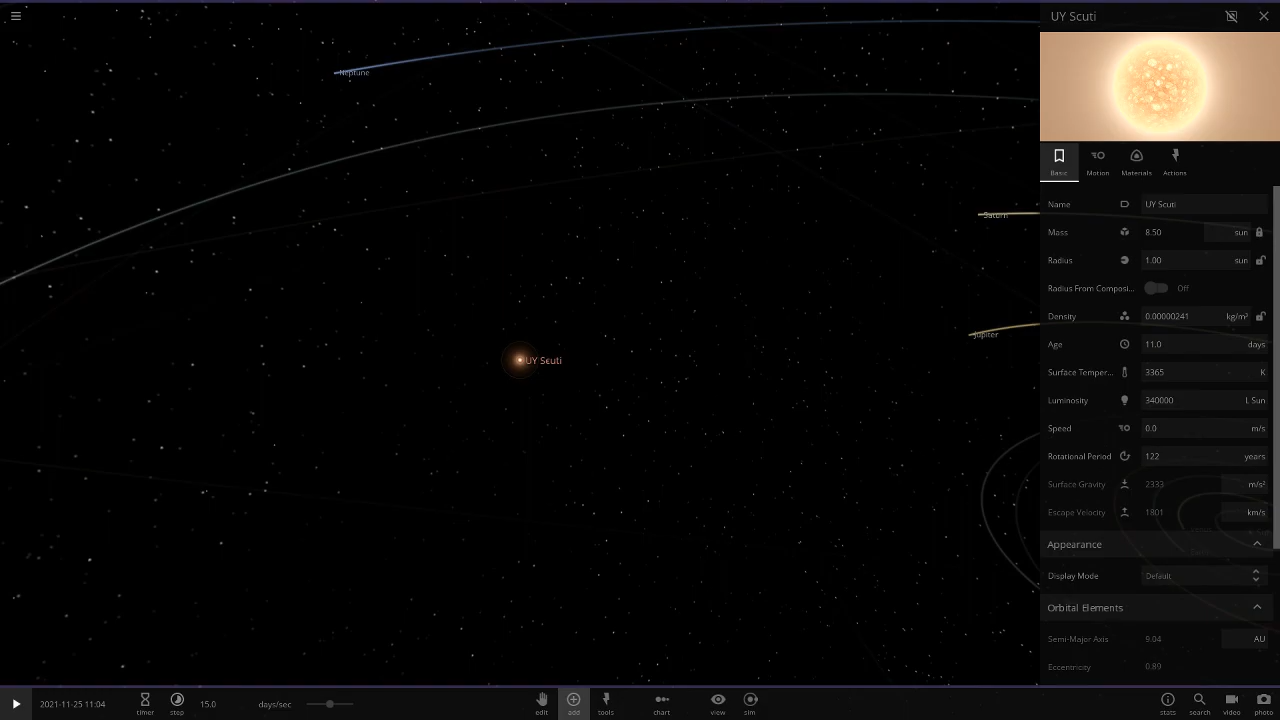 UY Scuti
Neptune
Basic Motion Materials Actions
Name UY Scuti
Saturn
Mass 8.50 sun
Radius 1.00 sun
Radius From Composi... Off
Density 0.00000241 kg/m³
Jupiter
Age 11.0 days
UY Scuti
Surface Temper... 3365 K
Luminosity 340000 L Sun
Speed 0.0 m/s
Rotational Period 122 years
Surface Gravity 2333 m/s²
Escape Velocity 1801 km/s
Appearance
Display Mode Default
Orbital Elements
Semi-Major Axis 9.04 AU
Eccentricity 0.89
2021-11-25 11:04 timer step 15.0 days/sec edit add tools chart view sim stats search video photo